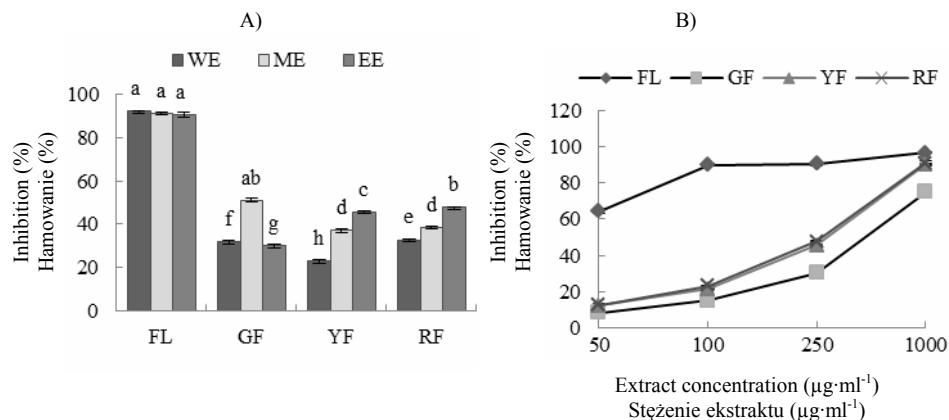 A)
WE ME EE
Inhibition (%)
Hamowanie (%)
100
80
60
40
20
0
a a a
f ab g
h d c
e d b
FL GF YF RF
B)
FL GF YF RF
Inhibition (%)
Hamowanie (%)
120
100
80
60
40
20
0
50 100 250 1000
Extract concentration (µg·ml-1)
Stężenie ekstraktu (µg·ml-1)